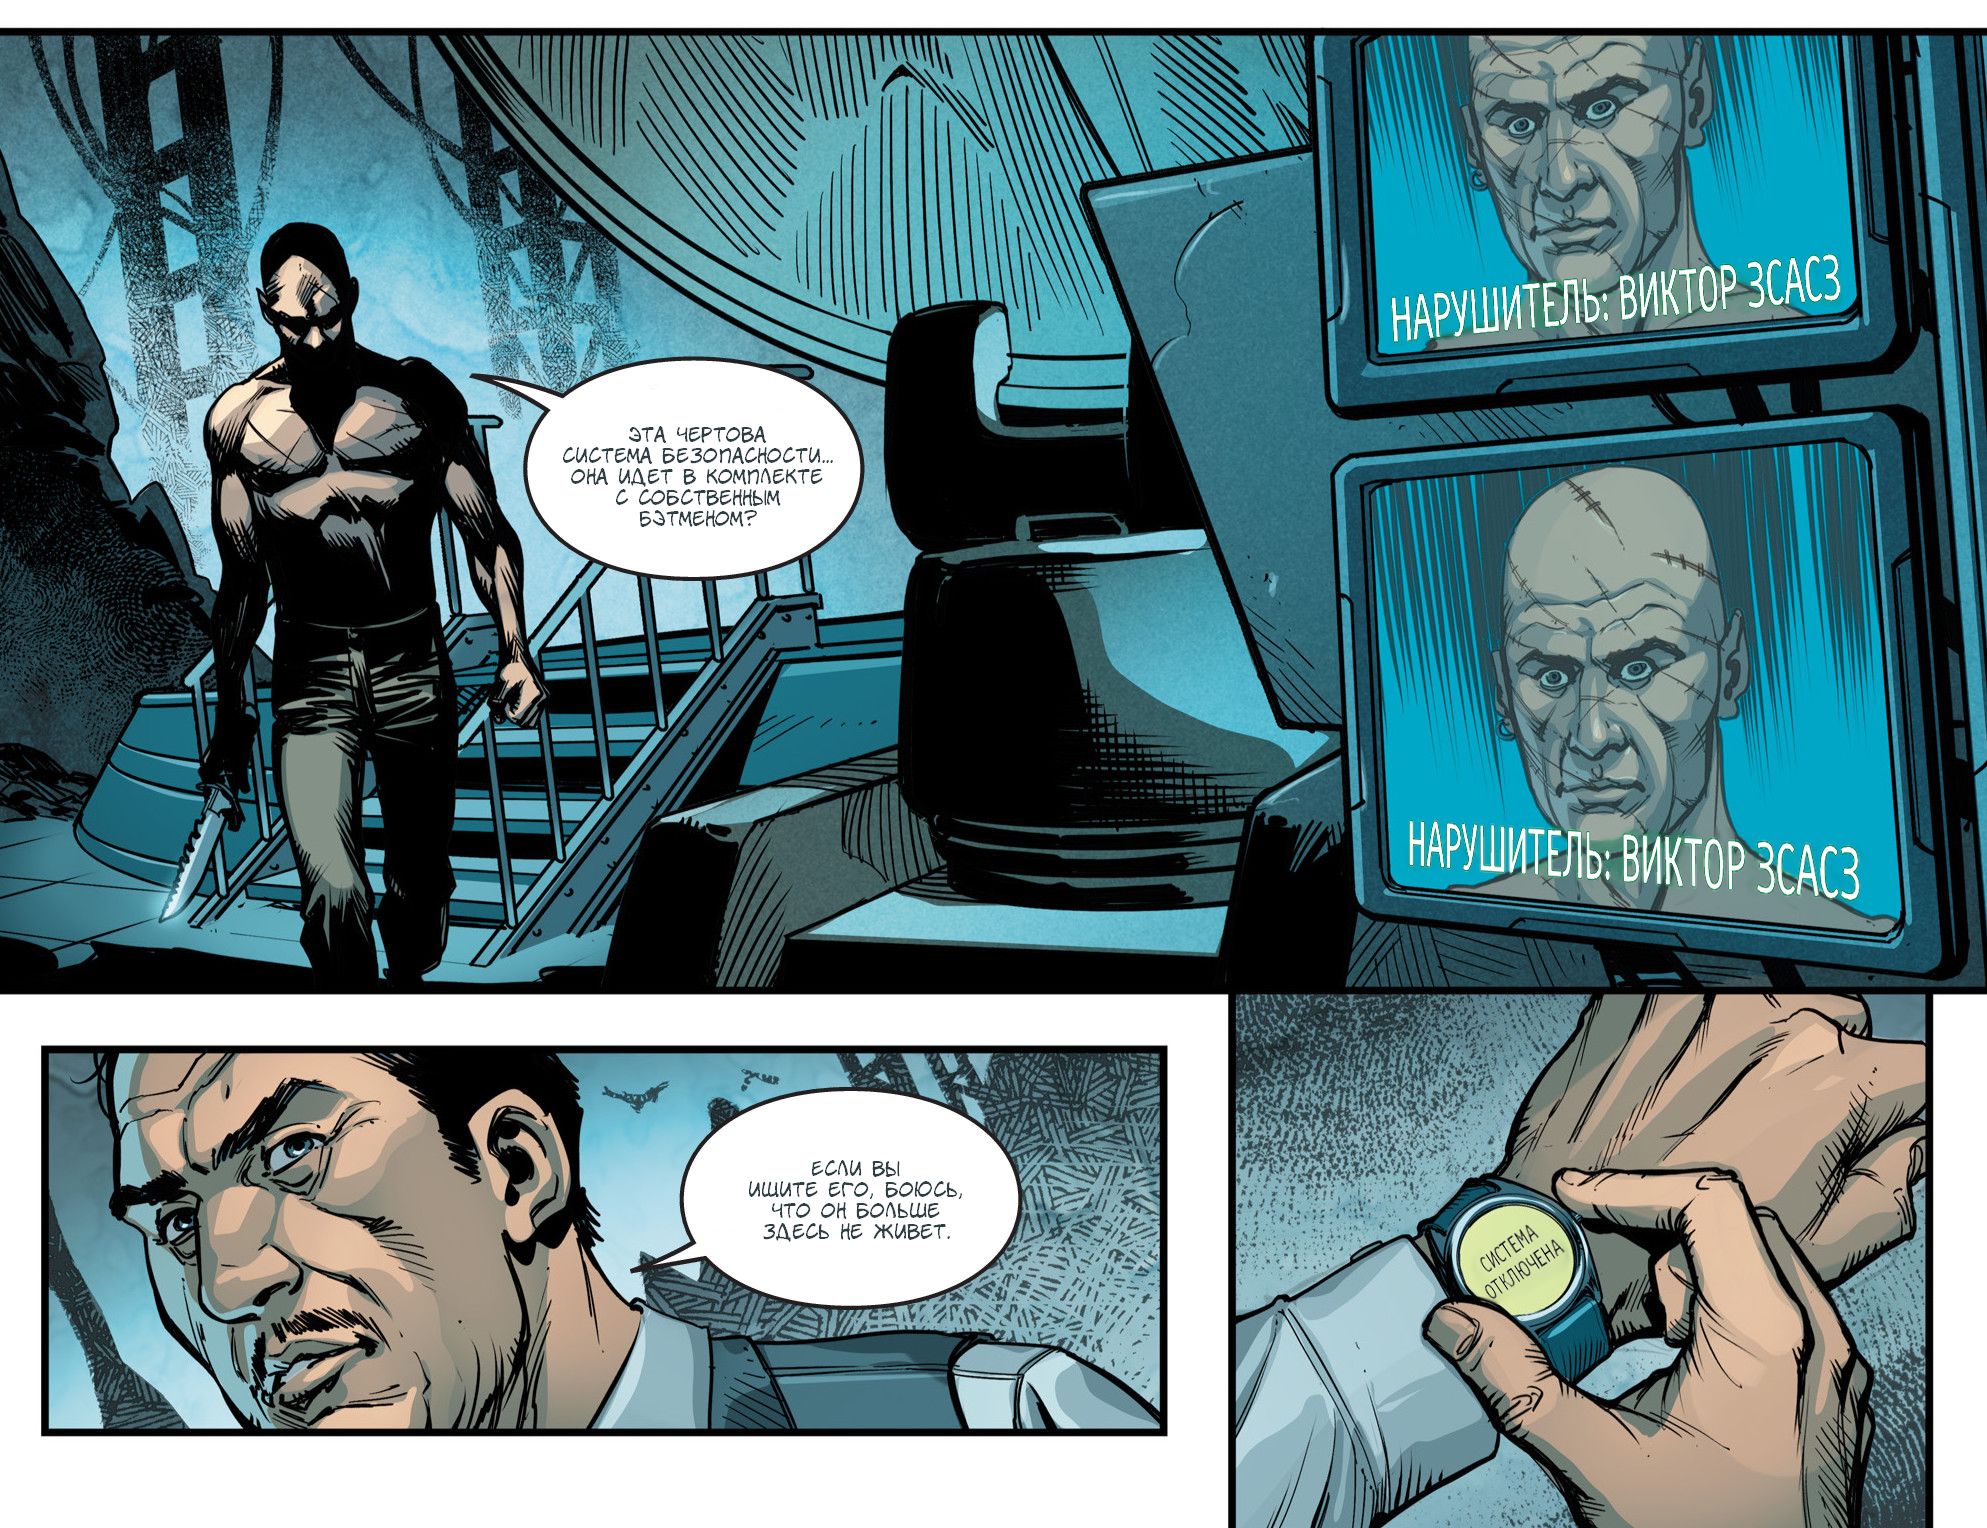 НАРУШИТЕЛЬ: ВИКТОР ЗСАСЗ
ЭТА ЧЕРТОВА
СИСТЕМА БЕЗОПАСНОСТИ...
ОНА ИДЕТ В КОМПЛЕКТЕ
С СОБСТВЕННЫМ
БЭТМЕНОМ?
НАРУШИТЕЛЬ: ВИКТОР ЗСАСЗ
ЕСЛИ ВЫ
ИЩИТЕ ЕГО, БОЮСЬ,
ЧТО ОН БОЛЬШЕ
ЗДЕСЬ НЕ ЖИВЕТ.
СИСТЕМА
ОТКЛЮЧЕНА